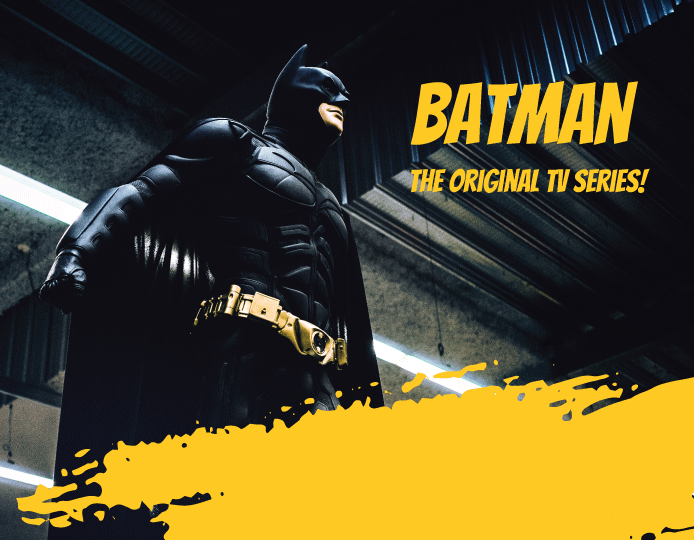 BATMAN
THE ORIGINAL TV SERIES!